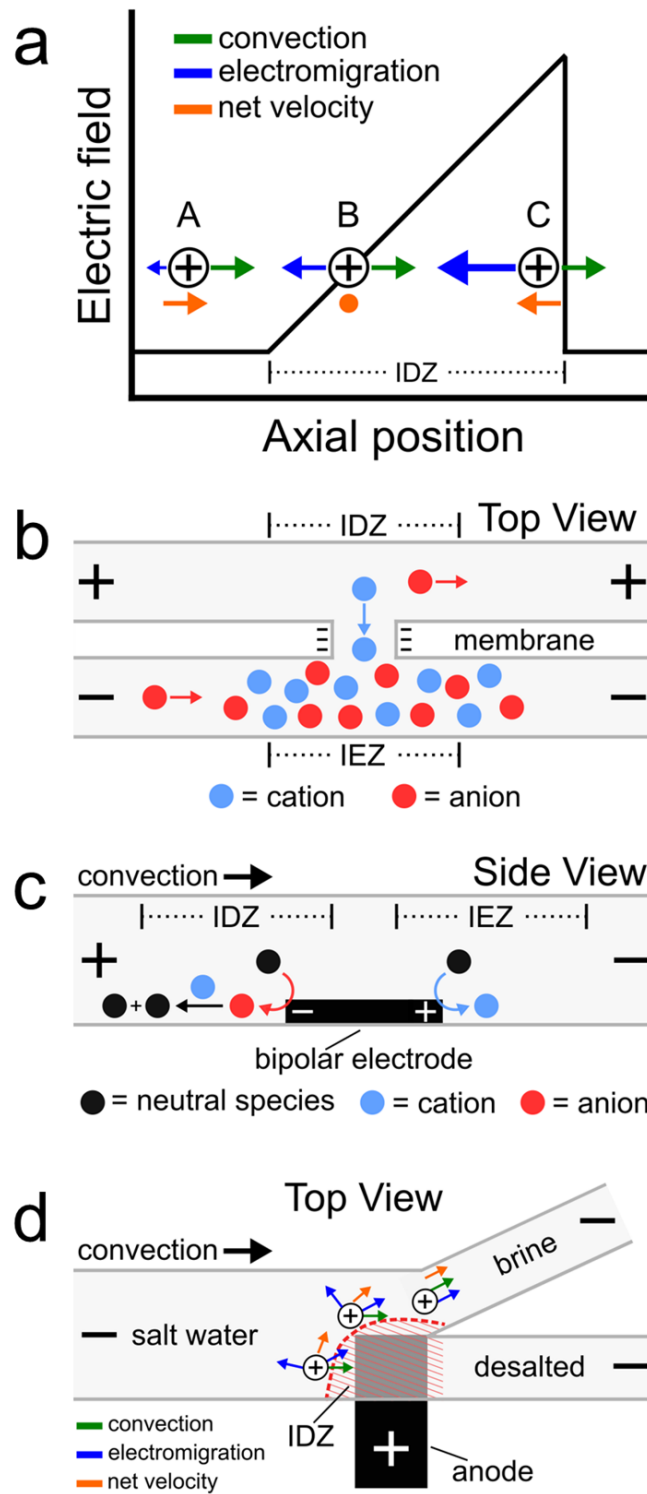 a
convection
electromigration
net velocity
Electric field
A
B
C
+
+
+
IDZ
Axial position
b
IDZ
Top View
+
+
membrane
−
−
IEZ
= cation
= anion
c
convection
Side View
IDZ
IEZ
+
−
+
−
+
bipolar electrode
= neutral species
= cation
= anion
d
Top View
convection
−
brine
+
+
+
−
salt water
desalted
−
IDZ
+
anode
convection
electromigration
net velocity